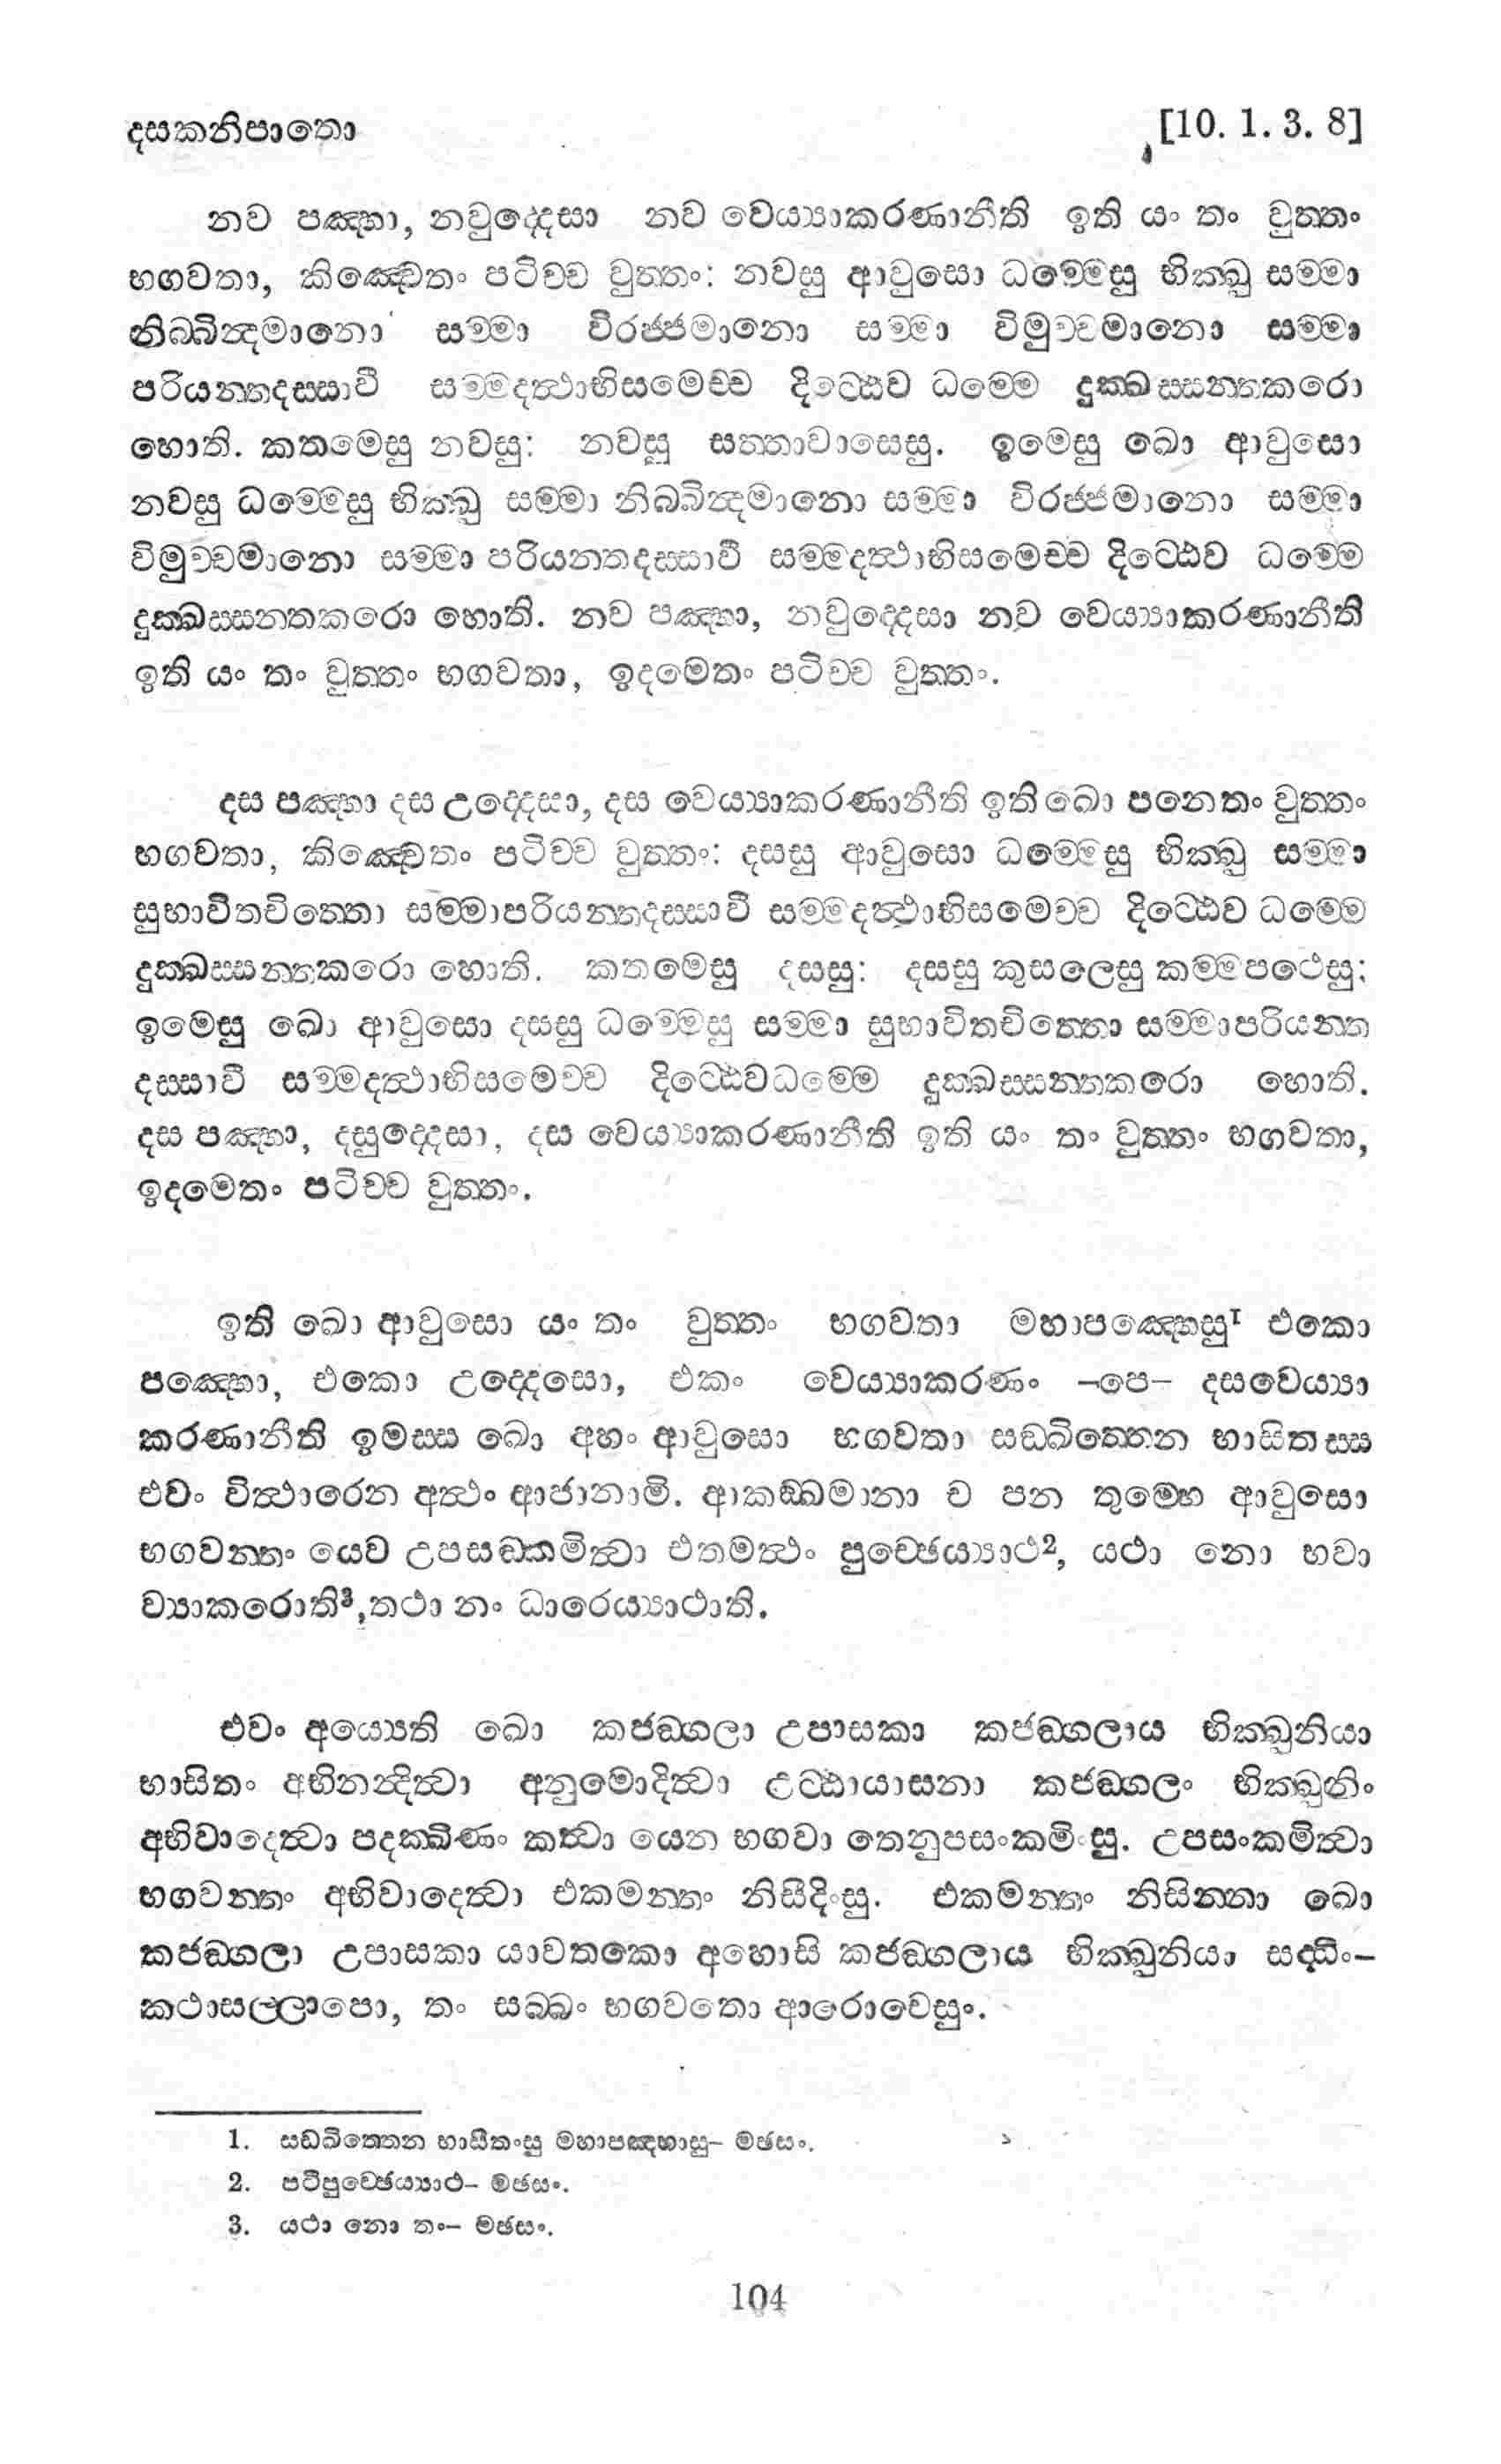 දසකනිපාතො [10. 1. 3. 8]
නව පඤ්හා, නවුද්දෙසා නව වෙය්‍යාකරණානීති ඉති යං තං වුත්තං
භගවතා, කිඤ්චෙතං පටිච්ච වුත්තං: නවසු ආවුසො ධම්මෙසු භික්ඛු සම්මා
නිබ්බින්දමානො සම්මා විරජ්ජමානො සම්මා විමුච්චමානො සම්මා
පරියන්තදස්සාවී සම්මදත්ථාභිසමෙච්ච දිට්ඨෙව ධම්මෙ දුක්ඛස්සන්තකරො
හොති. කතමෙසු නවසු: නවසු සත්තාවාසෙසු. ඉමෙසු ඛො ආවුසො
නවසු ධම්මෙසු භික්ඛු සම්මා නිබ්බින්දමානො සම්මා විරජ්ජමානො සම්මා
විමුච්චමානො සම්මා පරියන්තදස්සාවී සම්මදත්ථාභිසමෙච්ච දිට්ඨෙව ධම්මෙ
දුක්ඛස්සන්තකරො හොති. නව පඤ්හා, නවුද්දෙසා නව වෙය්‍යාකරණානීති
ඉති යං තං වුත්තං භගවතා, ඉදමෙතං පටිච්ච වුත්තං.
දස පඤ්හා දස උද්දෙසා, දස වෙය්‍යාකරණානීති ඉති ඛො පනෙතං වුත්තං
භගවතා, කිඤ්චෙතං පටිච්ච වුත්තං: දසසු ආවුසො ධම්මෙසු භික්ඛු සම්මා
සුභාවිතචිත්තො සම්මාපරියන්තදස්සාවී සම්මදත්ථාභිසමෙච්ච දිට්ඨෙව ධම්මෙ
දුක්ඛස්සන්තකරො හොති. කතමෙසු දසසු: දසසු කුසලෙසු කම්මපථෙසු:
ඉමෙසු ඛො ආවුසො දසසු ධම්මෙසු සම්මා සුභාවිතචිත්තො සම්මාපරියන්ත
දස්සාවී සම්මදත්ථාභිසමෙච්ච දිට්ඨෙවධම්මෙ දුක්ඛස්සන්තකරො හොති.
දස පඤ්හා, දසුද්දෙසා, දස වෙය්‍යාකරණානීති ඉති යං තං වුත්තං භගවතා,
ඉදමෙතං පටිච්ච වුත්තං.
ඉති ඛො ආවුසො යං තං වුත්තං භගවතා මහාපඤ්හෙසු1 එකො
පඤ්හො, එකො උද්දෙසො, එකං වෙය්‍යාකරණං -පෙ- දසවෙය්‍යා
කරණානීති ඉමස්ස ඛො අහං ආවුසො භගවතා සඞ්ඛිත්තෙන භාසිතස්ස
එවං විත්ථාරෙන අත්ථං ආජානාමි. ආකඞ්ඛමානා ච පන තුම්හෙ ආවුසො
භගවන්තං යෙව උපසඞ්කමිත්වා එතමත්ථං පුච්ඡෙය්‍යාථ2, යථා නො භවා
ව්‍යාකරොති3,තථා නං ධාරෙය්‍යාථාති.
එවං අය්‍යෙති ඛො කජඞ්ගලා උපාසකා කජඞ්ගලාය භික්ඛුනියා
භාසිතං අභිනන්දිත්වා අනුමොදිත්වා උට්ඨායාසනා කජඞ්ගලං භික්ඛුනිං
අභිවාදෙත්වා පදක්ඛිණං කත්වා යෙන භගවා තෙනුපසංකමිංසු. උපසංකමිත්වා
භගවන්තං අභිවාදෙත්වා එකමන්තං නිසීදිංසු. එකමන්තං නිසින්නා ඛො
කජඞ්ගලා උපාසකා යාවතකො අහොසි කජඞ්ගලාය භික්ඛුනියා සද්ධිං-
කථාසල්ලාපො, තං සබ්බං භගවතො ආරොචෙසුං.
1. සඞ්ඛිත්තෙන භාසිතංසු මහාපඤ්හාසු- මඡසං.
2. පටිපුච්ඡෙය්‍යාථ- මඡසං.
3. යථා නො තං- මඡසං.
104